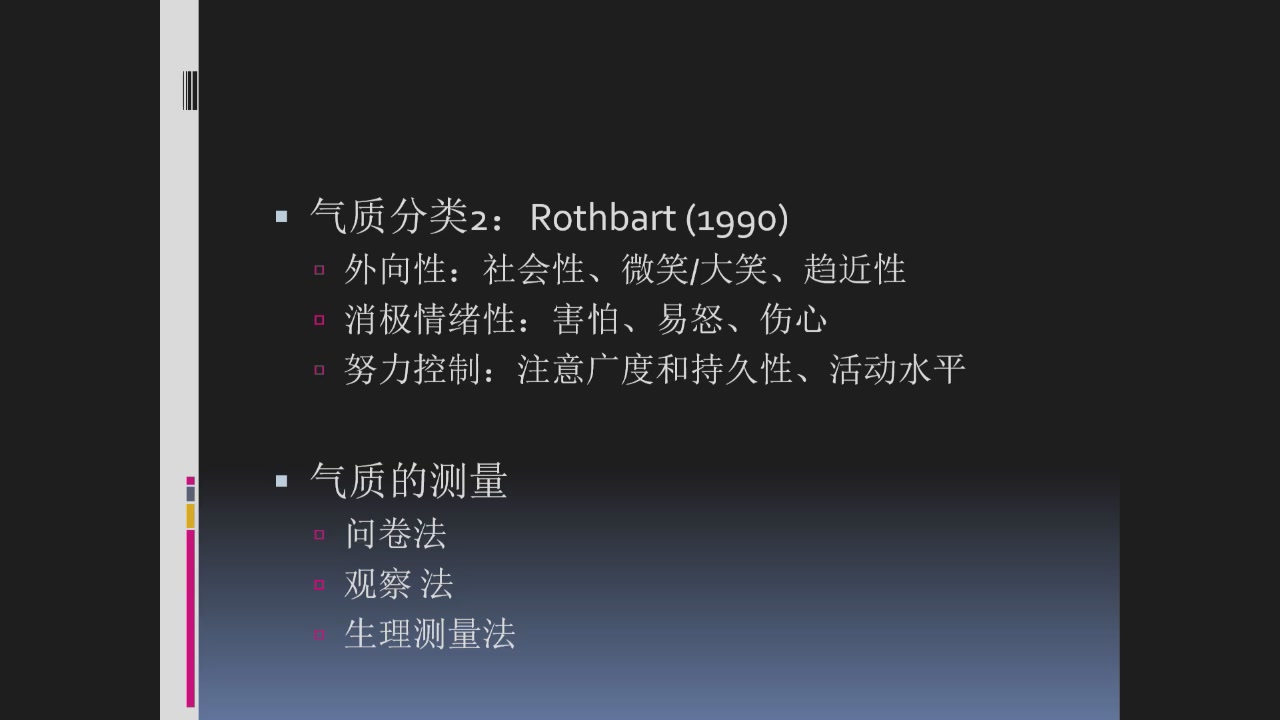 气质分类2：Rothbart (1990)
外向性：社会性、微笑/大笑、趋近性
消极情绪性：害怕、易怒、伤心
努力控制：注意广度和持久性、活动水平
气质的测量
问卷法
观察 法
生理测量法